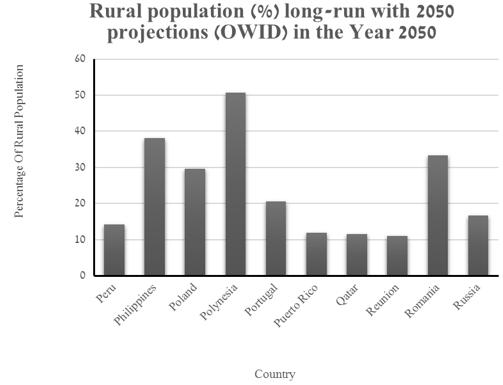 Rural population (%) long-run with 2050
projections (OWID) in the Year 2050
Percentage Of Rural Population
60
50
40
30
20
10
0
Peru
Philippines
Poland
Polynesia
Portugal
Puerto Rico
Qatar
Reunion
Romania
Russia
Country